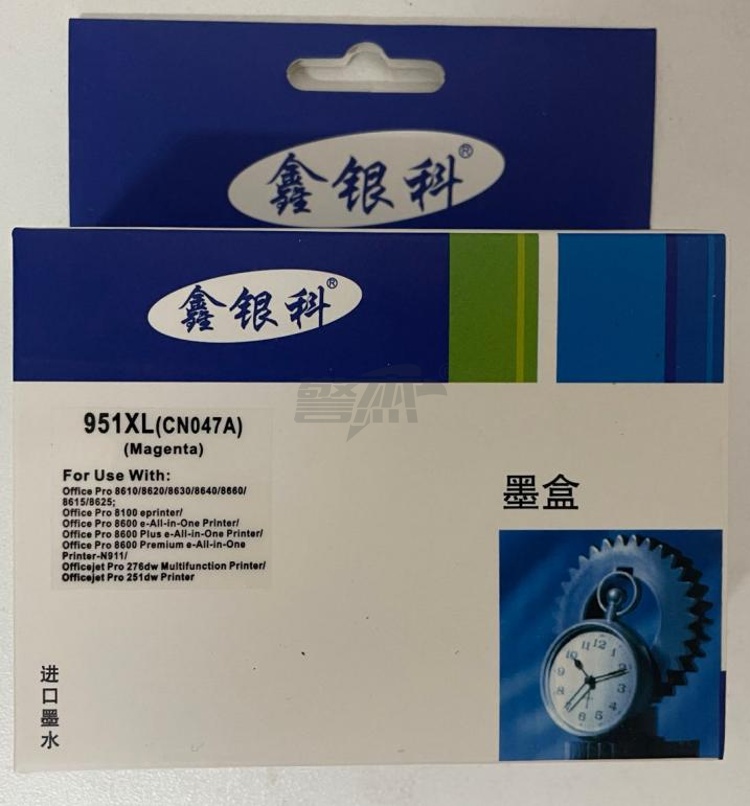 鑫银科®
鑫银科®
警杰
951XL(CN047A)
(Magenta)
For Use With:
Office Pro 8610/8620/8630/8640/8660/
8615/8625;
Office Pro 8100 eprinter/
Office Pro 8600 e-All-in-One Printer/
Office Pro 8600 Plus e-All-in-One Printer/
Office Pro 8600 Premium e-All-in-One
Printer-N911/
Officejet Pro 276dw Multifunction Printer/
Officejet Pro 251dw Printer
墨盒
进口墨水